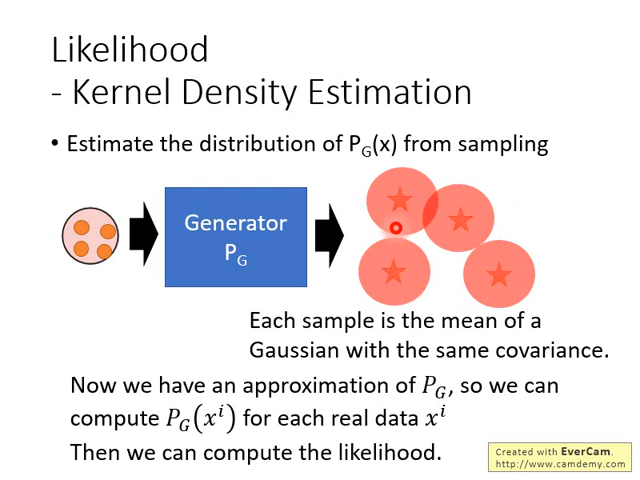 Likelihood
- Kernel Density Estimation
• Estimate the distribution of P_G(x) from sampling
Generator
P_G
Each sample is the mean of a
Gaussian with the same covariance.
Now we have an approximation of P_G, so we can
compute P_G(x^i) for each real data x^i
Then we can compute the likelihood.
Created with EverCam.
http://www.camdemy.com